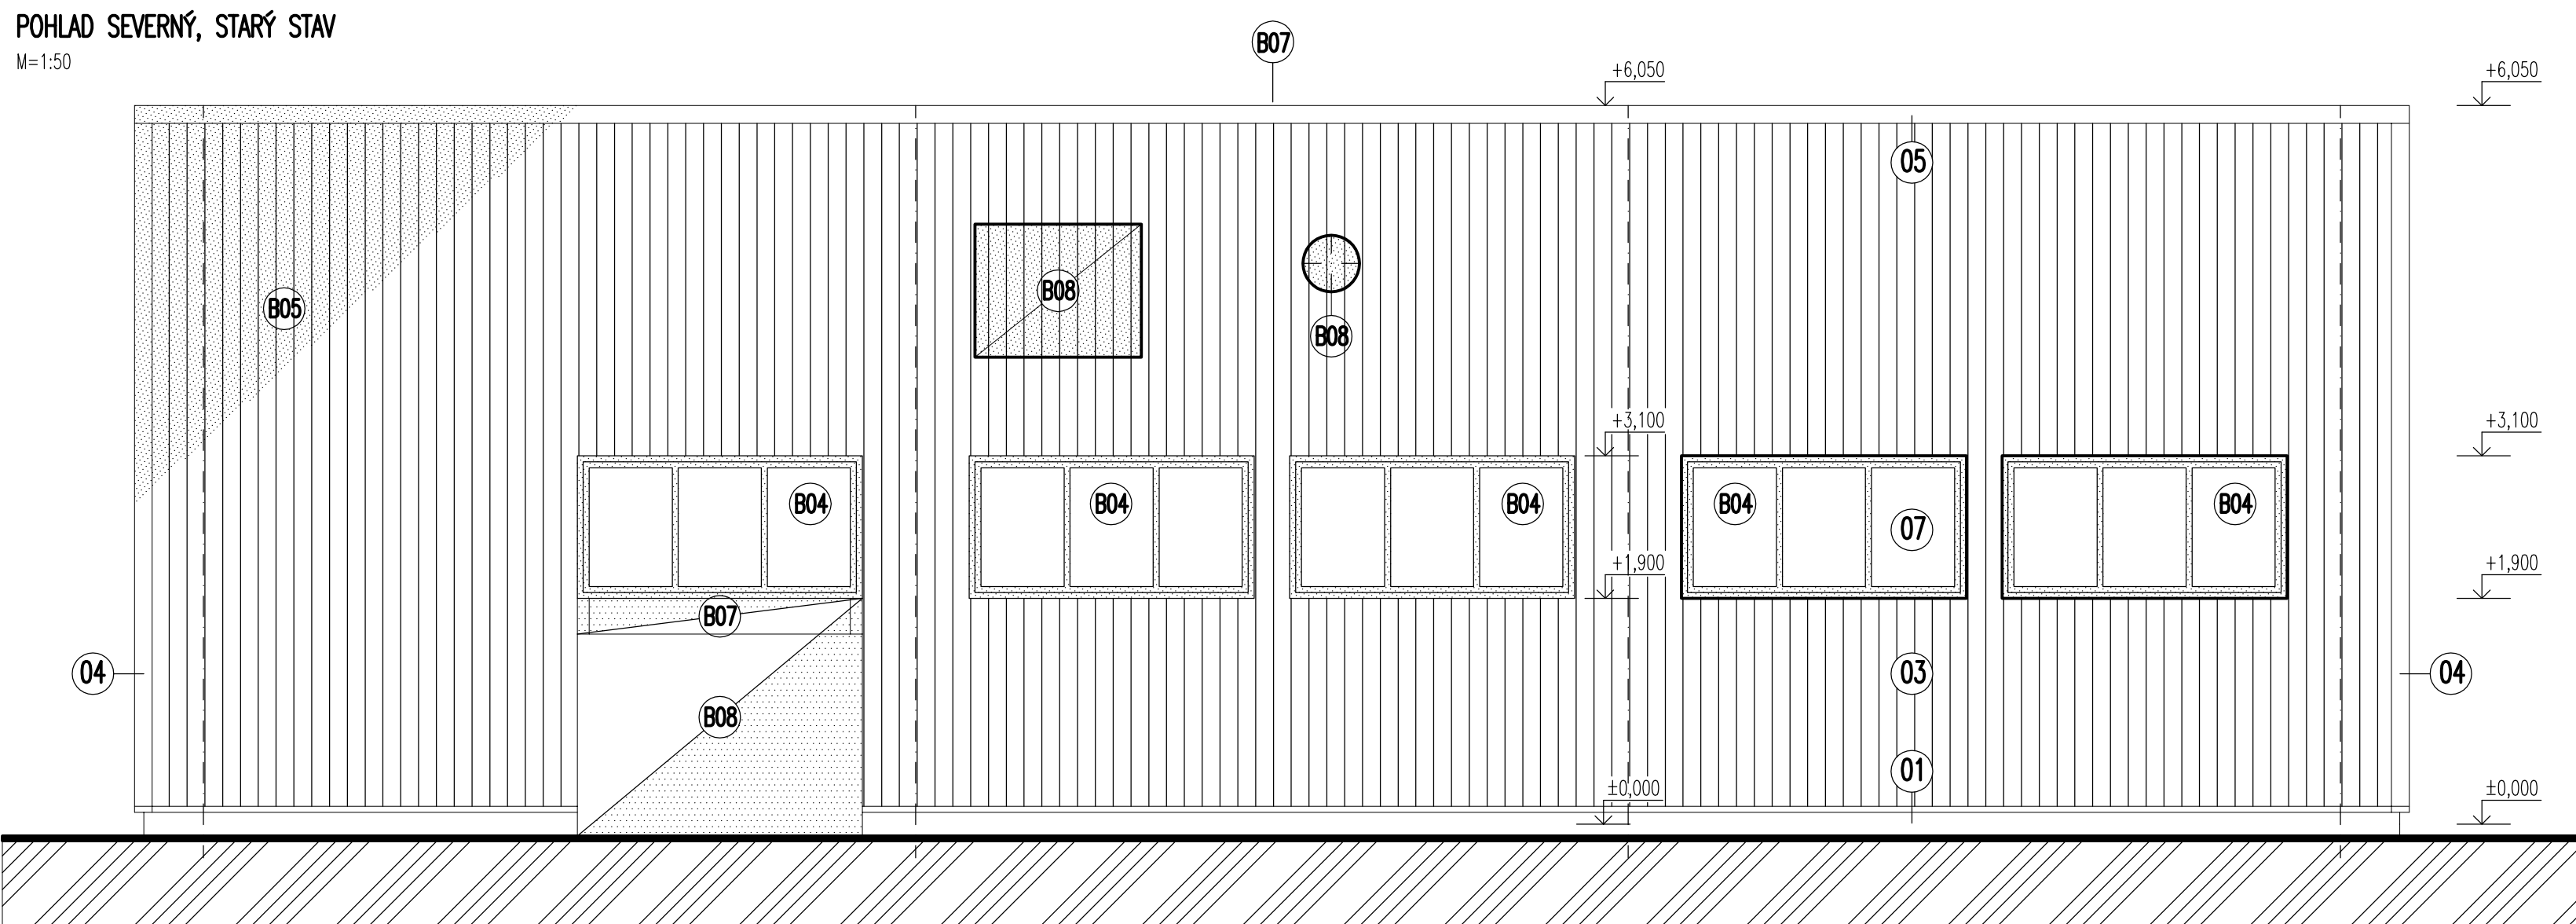 POHLAD SEVERNÝ, STARÝ STAV
M=1:50
B07
+6,050
+6,050
05
B05
B08
B08
+3,100
+3,100
B04
B04
B04
B04
B04
07
+1,900
+1,900
B07
04
03
04
B08
01
±0,000
±0,000